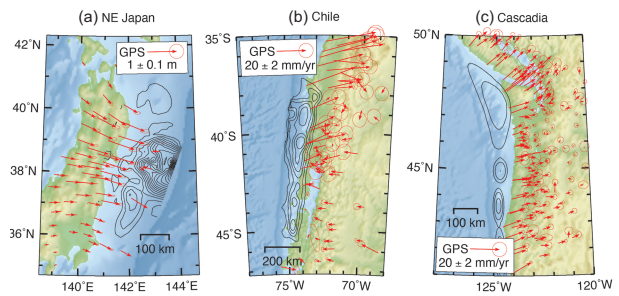 (a) NE Japan
GPS
1 ± 0.1 m
42°N
40°N
38°N
36°N
100 km
140°E
142°E
144°E
(b) Chile
GPS
20 ± 2 mm/yr
35°S
40°S
45°S
200 km
75°W
70°W
(c) Cascadia
50°N
45°N
100 km
GPS
20 ± 2 mm/yr
125°W
120°W